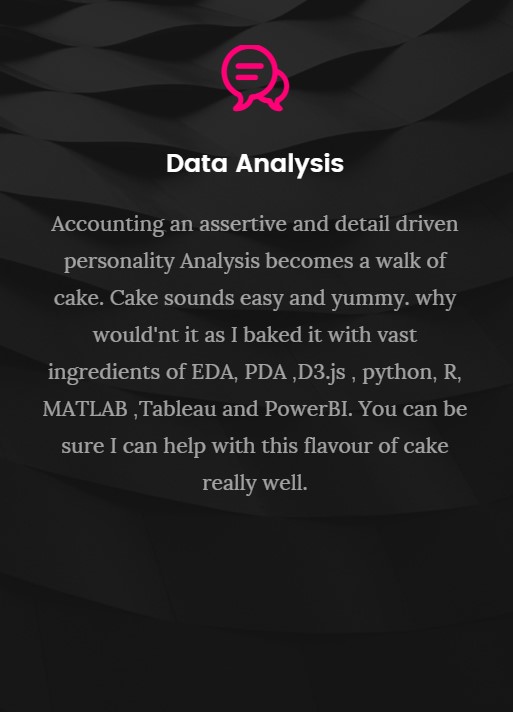 Data Analysis
Accounting an assertive and detail driven
personality Analysis becomes a walk of
cake. Cake sounds easy and yummy. why
would'nt it as I baked it with vast
ingredients of EDA, PDA ,D3.js , python, R,
MATLAB ,Tableau and PowerBI. You can be
sure I can help with this flavour of cake
really well.